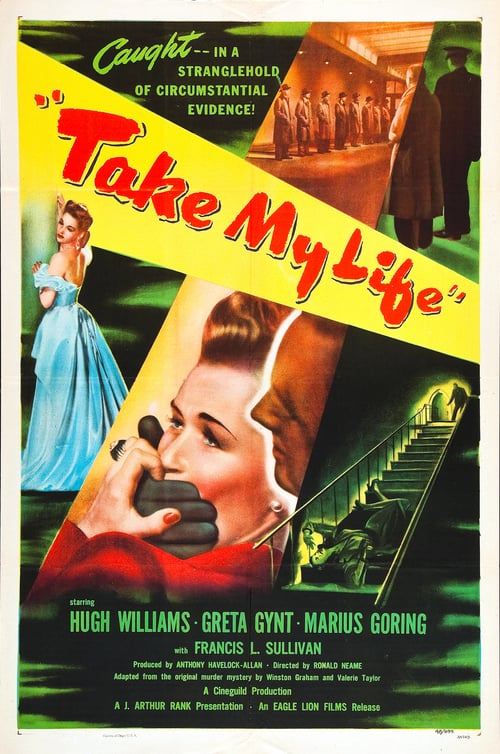 Caught -- IN A
STRANGLEHOLD
OF CIRCUMSTANTIAL
EVIDENCE!
"Take My Life"
starring
HUGH WILLIAMS · GRETA GYNT · MARIUS GORING
with FRANCIS L. SULLIVAN
Produced by ANTHONY HAVELOCK-ALLAN · Directed by RONALD NEAME
Adapted from the original murder mystery by Winston Graham and Valerie Taylor
A Cineguild Production
A J. ARTHUR RANK Presentation · An EAGLE LION FILMS Release